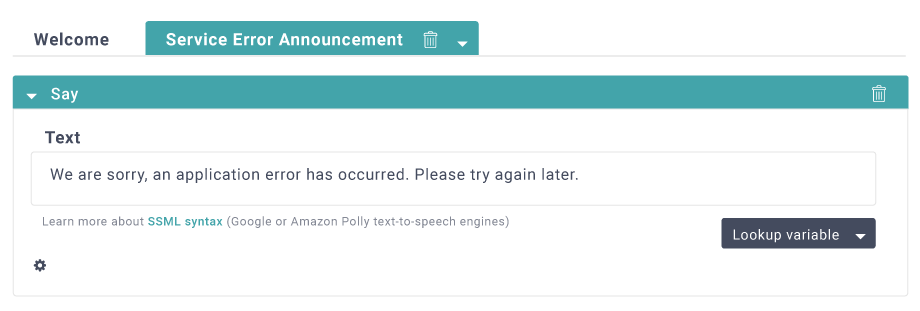 Welcome
Service Error Announcement
Say
Text
We are sorry, an application error has occurred. Please try again later.
Learn more about SSML syntax (Google or Amazon Polly text-to-speech engines)
Lookup variable